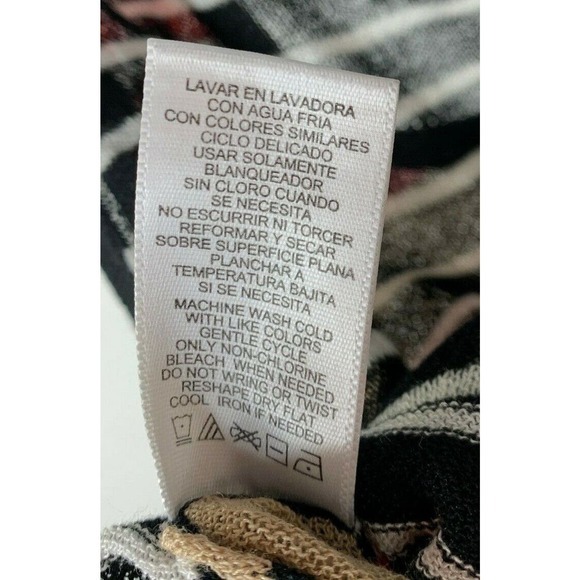 LAVAR EN LAVADORA
CON AGUA FRIA
CON COLORES SIMILARES
CICLO DELICADO
USAR SOLAMENTE
BLANQUEADOR
SIN CLORO CUANDO
SE NECESITA
NO ESCURRIR NI TORCER
REFORMAR Y SECAR
SOBRE SUPERFICIE PLANA
PLANCHAR A
TEMPERATURA BAJITA
SI SE NECESITA
MACHINE WASH COLD
WITH LIKE COLORS
GENTLE CYCLE
ONLY NON-CHLORINE
BLEACH WHEN NEEDED
DO NOT WRING OR TWIST
RESHAPE DRY FLAT
COOL IRON IF NEEDED